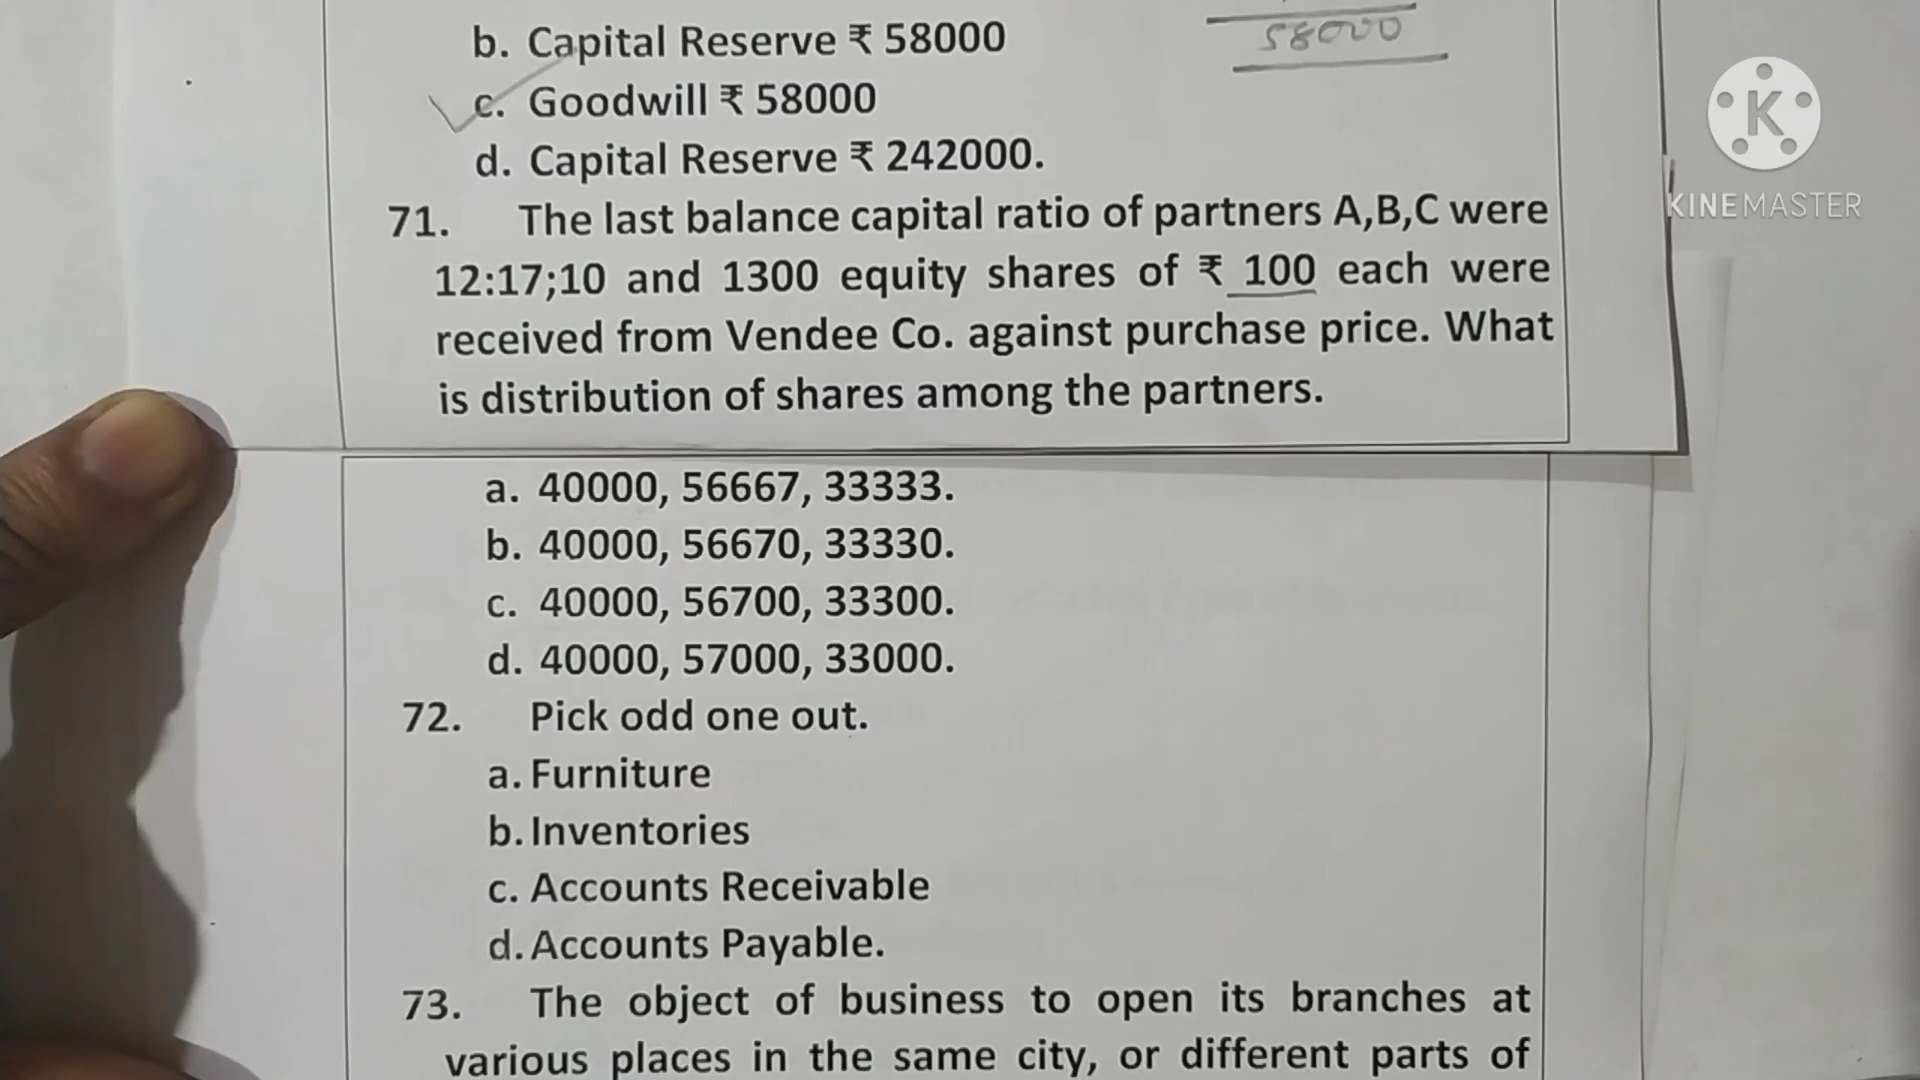 58000
b. Capital Reserve ₹ 58000
c. Goodwill ₹ 58000
d. Capital Reserve ₹ 242000.
K
KINEMASTER
71. The last balance capital ratio of partners A,B,C were
12:17;10 and 1300 equity shares of ₹ 100 each were
received from Vendee Co. against purchase price. What
is distribution of shares among the partners.
a. 40000, 56667, 33333.
b. 40000, 56670, 33330.
c. 40000, 56700, 33300.
d. 40000, 57000, 33000.
72. Pick odd one out.
a. Furniture
b. Inventories
c. Accounts Receivable
d. Accounts Payable.
73. The object of business to open its branches at
various places in the same city, or different parts of